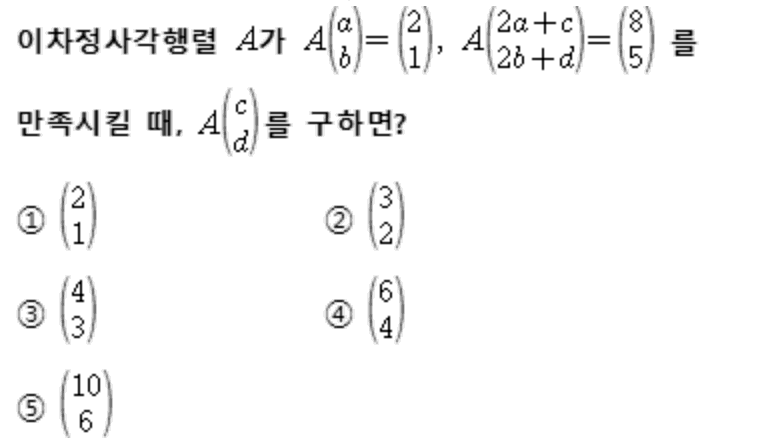 이차정사각행렬 A가 A(a b)=(2 1), A(2a+c 2b+d)=(8 5) 를
만족시킬 때, A(c d)를 구하면?
① (2 1) ② (3 2)
③ (4 3) ④ (6 4)
⑤ (10 6)